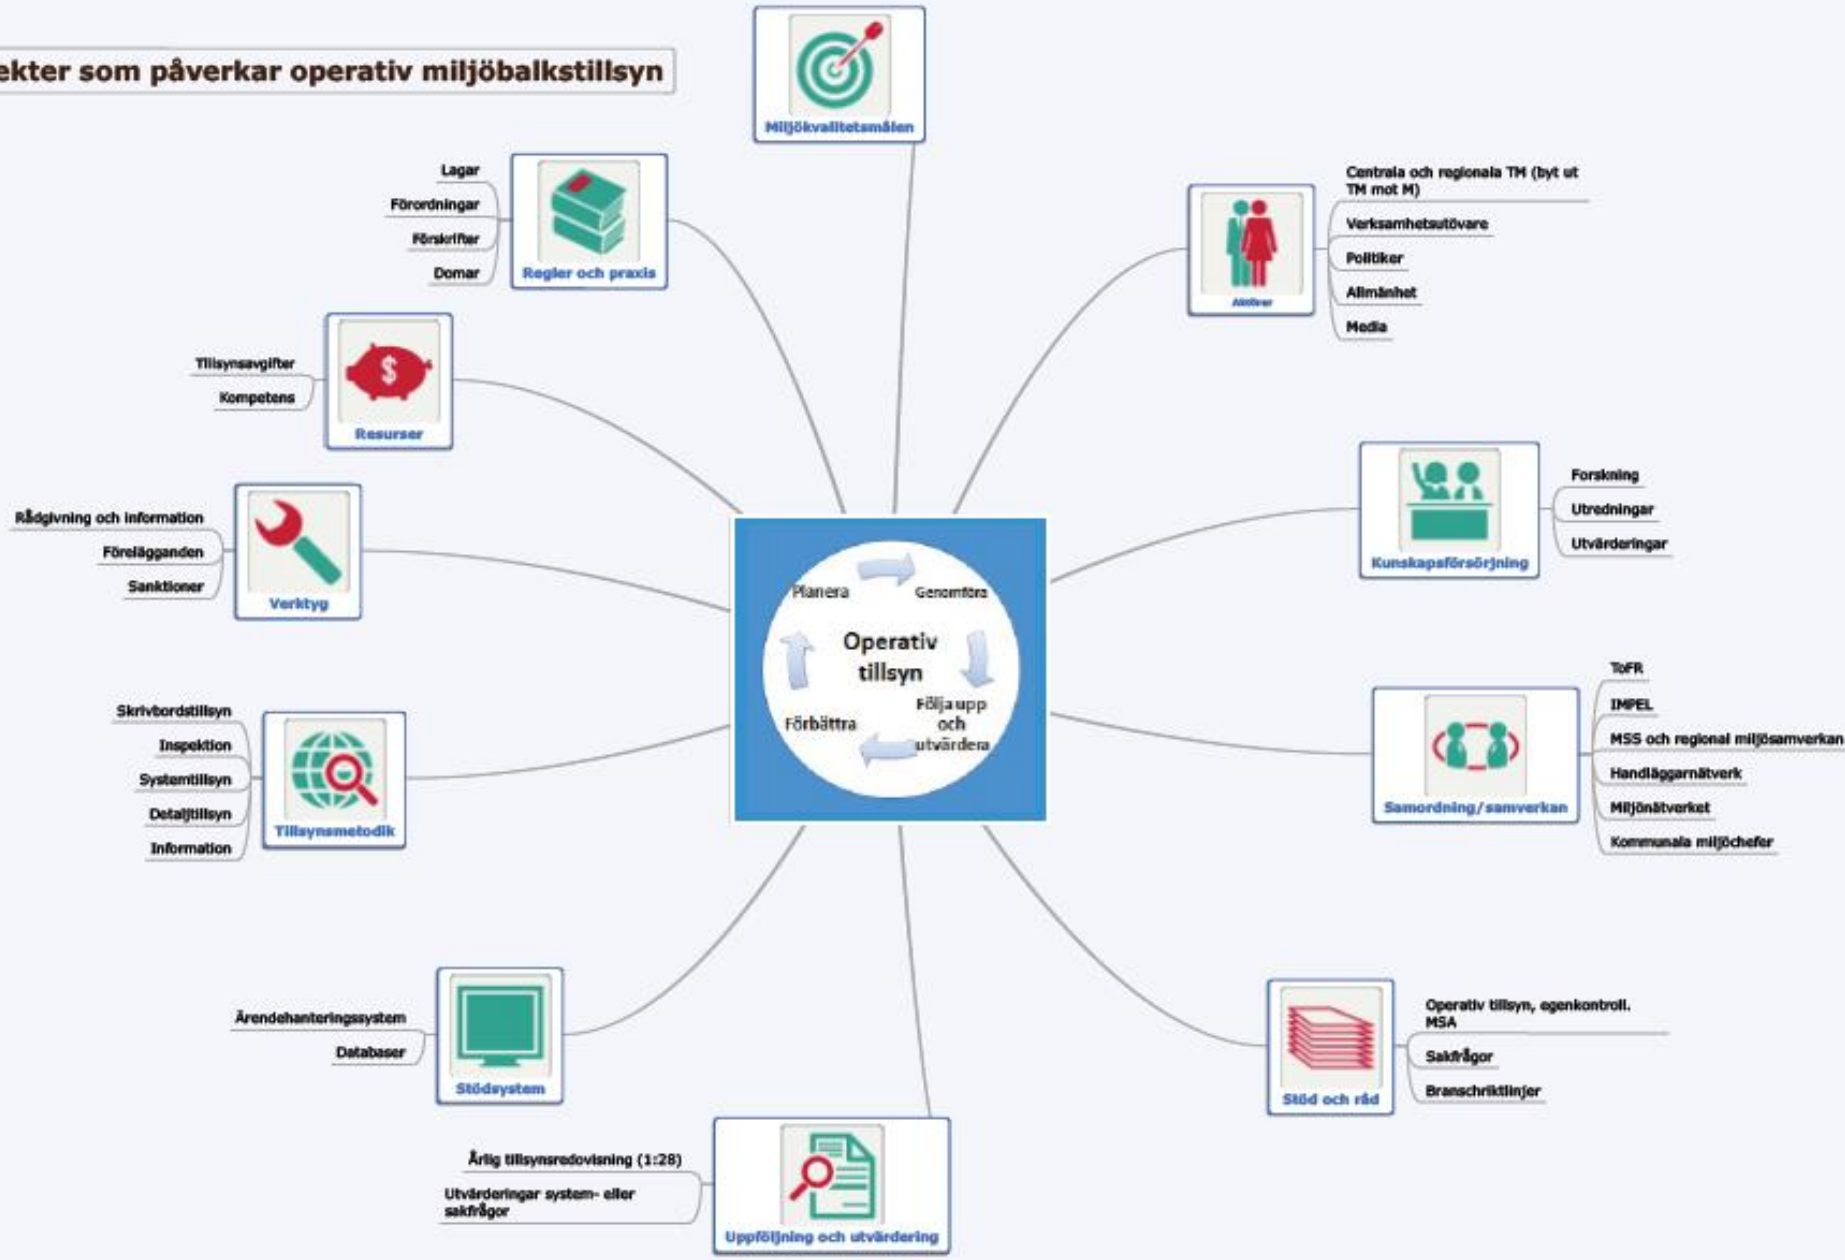 ekter som påverkar operativ miljöbalkstillsyn
Miljökvalitetsmålen
Lagar
Förordningar
Förskrifter
Domar
Regler och praxis
Centrala och regionala TM (byt ut
TM mot M)
Verksamhetsutövare
Politiker
Allmänhet
Media
Aktörer
Tillsynsavgifter
Kompetens
Resurser
Forskning
Utredningar
Utvärderingar
Kunskapsförsörjning
Rådgivning och information
Förelägganden
Sanktioner
Verktyg
Planera
Genomföra
Operativ
tillsyn
Följa upp
och
utvärdera
Förbättra
Skrivbordstillsyn
Inspektion
Systemtillsyn
Detaljtillsyn
Information
Tillsynsmetodik
ToFR
IMPEL
MSS och regional miljösamverkan
Handläggarnätverk
Miljönätverket
Kommunala miljöchefer
Samordning/samverkan
Ärendehanteringssystem
Databaser
Stödsystem
Operativ tillsyn, egenkontroll.
MSA
Sakfrågor
Branschriktlinjer
Stöd och råd
Årlig tillsynsredovisning (1:28)
Utvärderingar system- eller
sakfrågor
Uppföljning och utvärdering